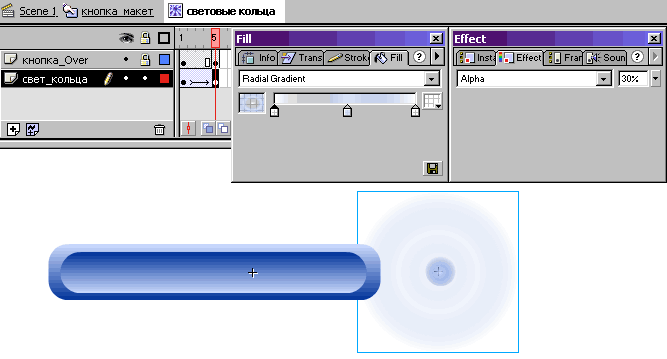 Scene 1 кнопка_макет световые кольца
1 5
кнопка_Over
свет_кольца
Fill
Info Trans Stroke Fill ?
Radial Gradient
Effect
Insta Effect Fran Soun ?
Alpha 30%